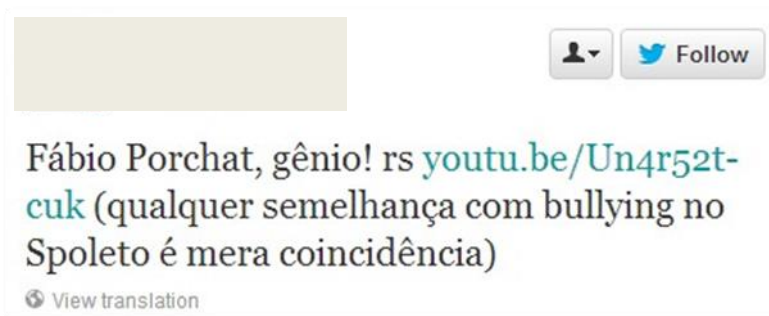 Follow
Fábio Porchat, gênio! rs youtu.be/Un4r52t-
cuk (qualquer semelhança com bullying no
Spoleto é mera coincidência)
View translation